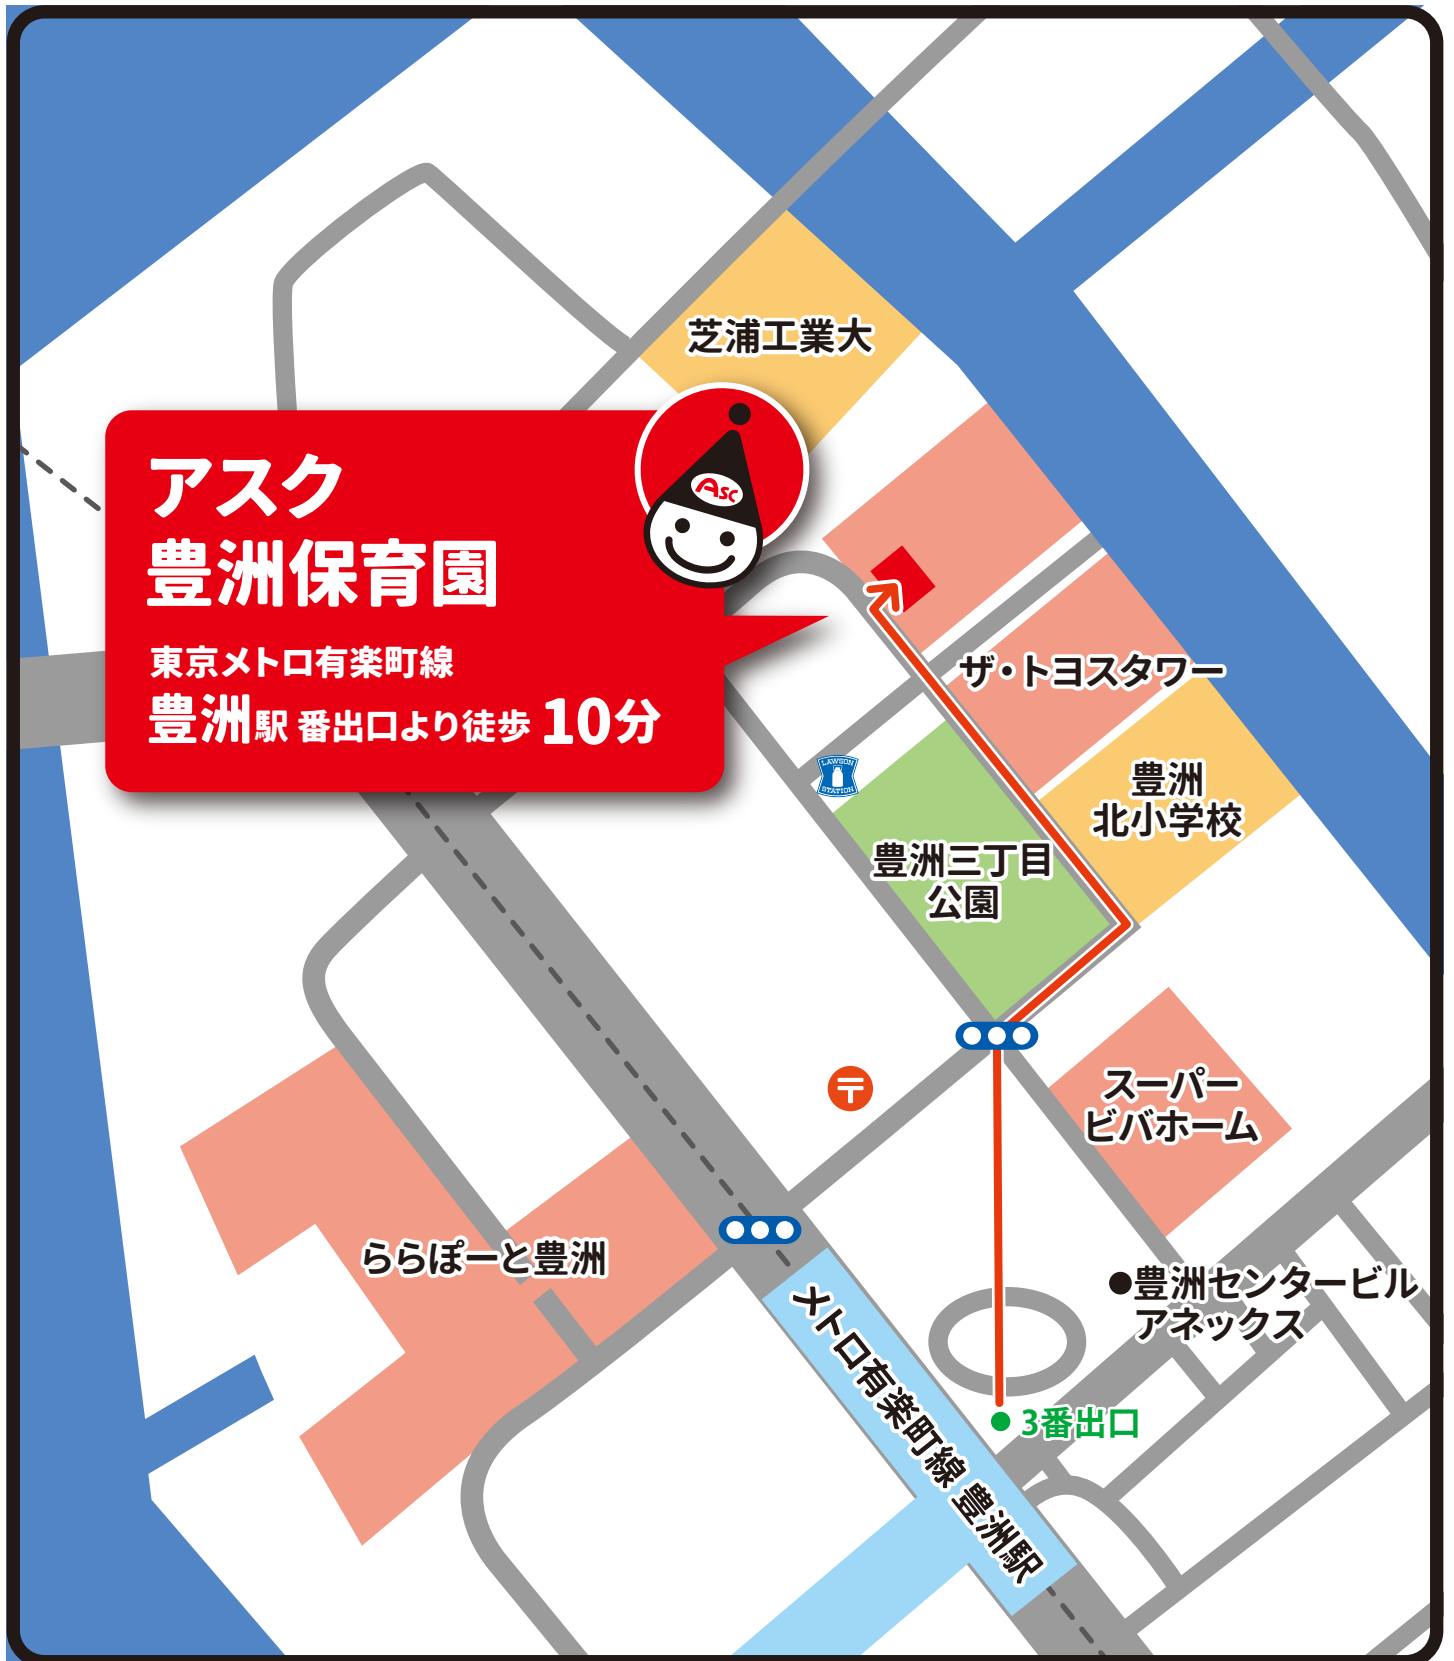 芝浦工業大
アスク
豊洲保育園
東京メトロ有楽町線
豊洲駅 番出口より徒歩 10分
ASC
ザ・トヨスタワー
LAWSON
STATION
豊洲
北小学校
豊洲三丁目
公園
〒
スーパー
ビバホーム
ららぽーと豊洲
●豊洲センタービル
アネックス
メトロ有楽町線 豊洲駅
3番出口